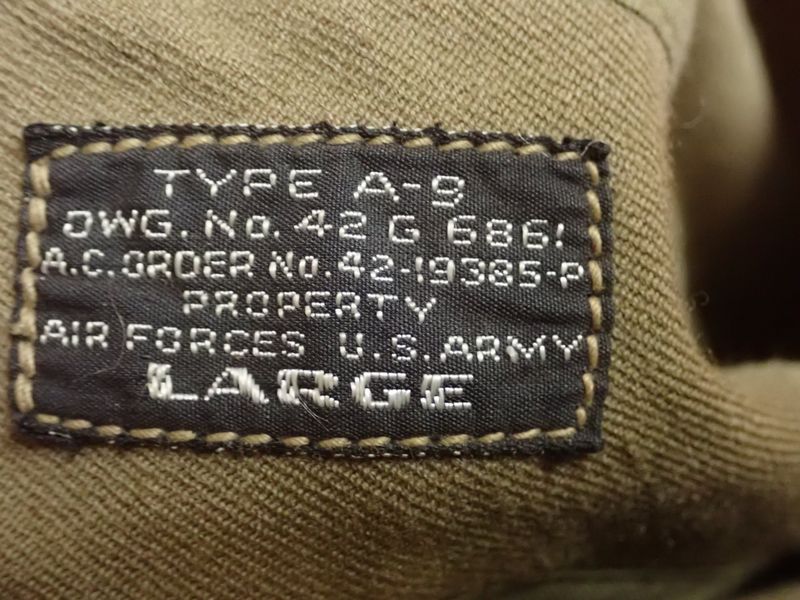 TYPE A-9
DWG. No. 42 G 6861
A.C. ORDER No. 42-19385-P
PROPERTY
AIR FORCES U.S. ARMY
LARGE